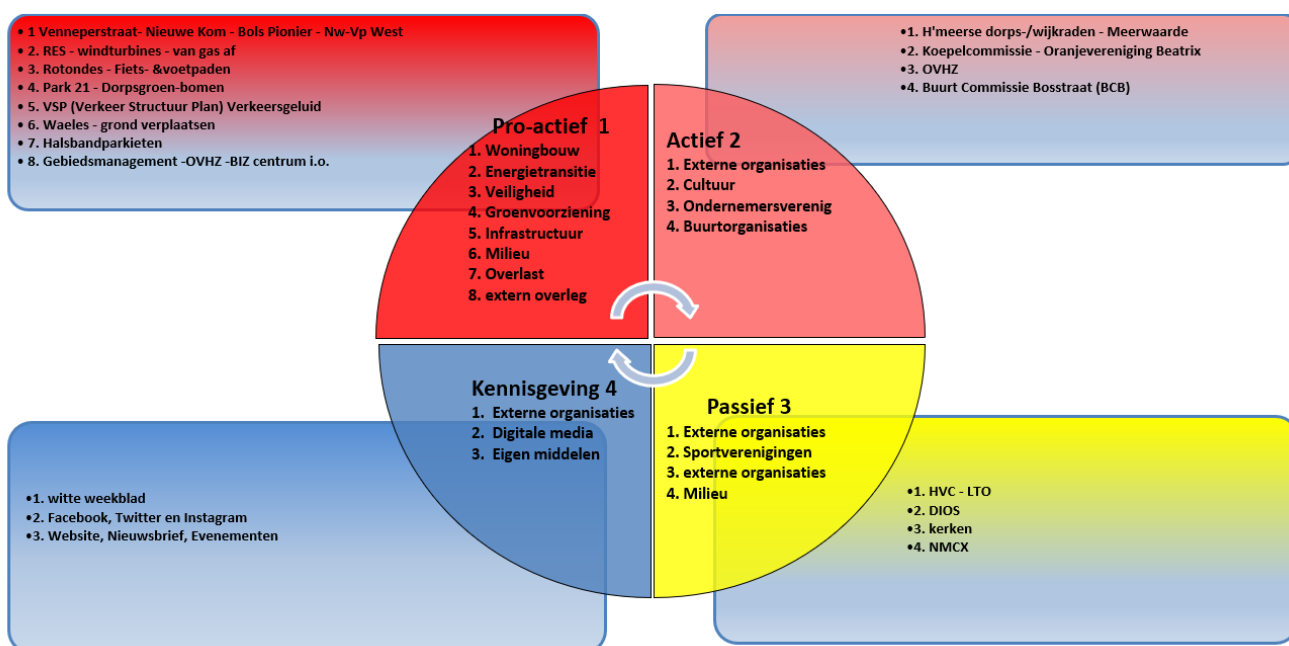 •1 Venneperstraat- Nieuwe Kom - Bols Pionier - Nw-Vp West
•2. RES - windturbines - van gas af
•3. Rotondes - Fiets- &voetpaden
•4. Park 21 - Dorpsgroen-bomen
•5. VSP (Verkeer Structuur Plan) Verkeersgeluid
•6. Waeles - grond verplaatsen
•7. Halsbandparkieten
•8. Gebiedsmanagement -OVHZ -BIZ centrum i.o.
•1. H'meerse dorps-/wijkraden - Meerwaarde
•2. Koepelcommissie - Oranjevereniging Beatrix
•3. OVHZ
•4. Buurt Commissie Bosstraat (BCB)
Pro-actief 1
1. Woningbouw
2. Energietransitie
3. Veiligheid
4. Groenvoorziening
5. Infrastructuur
6. Milieu
7. Overlast
8. extern overleg
Actief 2
1. Externe organisaties
2. Cultuur
3. Ondernemersverenig
4. Buurtorganisaties
Kennisgeving 4
1. Externe organisaties
2. Digitale media
3. Eigen middelen
Passief 3
1. Externe organisaties
2. Sportverenigingen
3. externe organisaties
4. Milieu
•1. witte weekblad
•2. Facebook, Twitter en Instagram
•3. Website, Nieuwsbrief, Evenementen
•1. HVC - LTO
•2. DIOS
•3. kerken
•4. NMCX